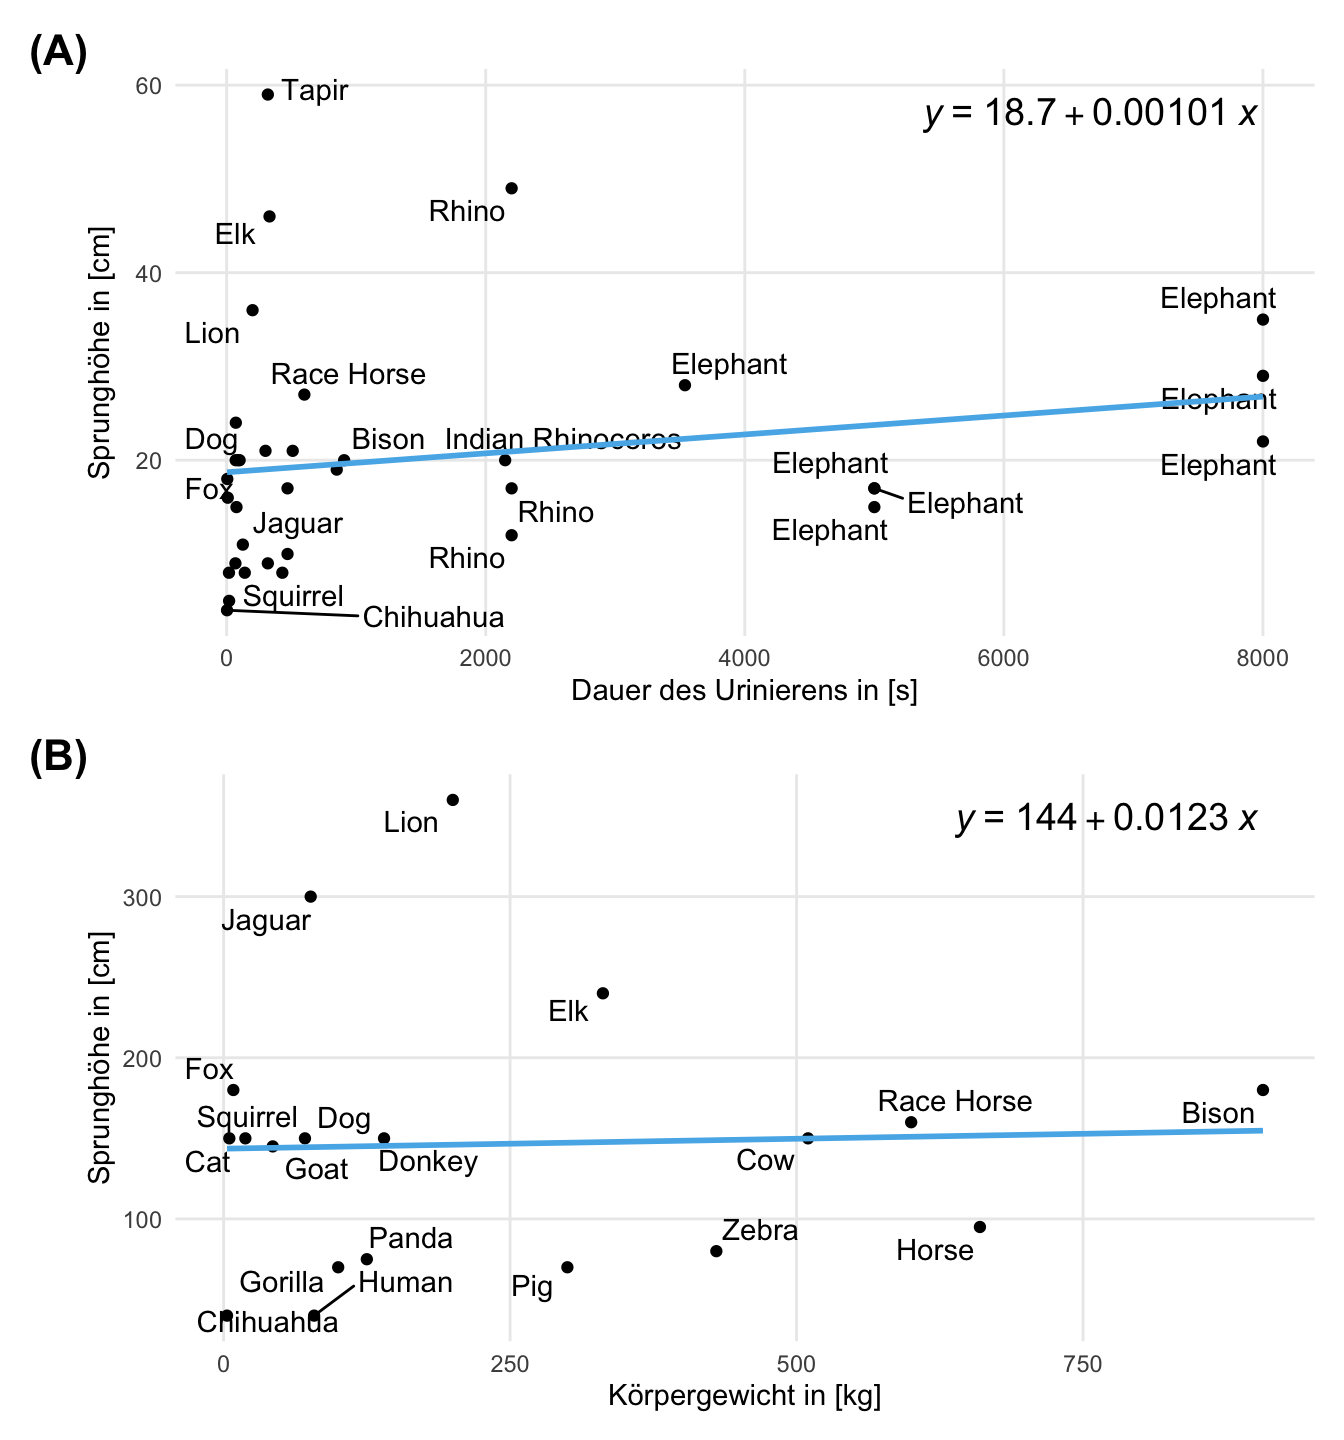 (A)
60
40
20
Sprunghöhe in [cm]
y = 18.7 + 0.00101 x
Tapir
Rhino
Elk
Elephant
Lion
Elephant
Race Horse
Elephant
Dog
Bison
Indian Rhinoceros
Elephant
Elephant
Fox
Elephant
Rhino
Jaguar
Elephant
Rhino
Squirrel
Chihuahua
0
2000
4000
6000
8000
Dauer des Urinierens in [s]
(B)
300
200
100
Sprunghöhe in [cm]
y = 144 + 0.0123 x
Lion
Jaguar
Elk
Fox
Race Horse
Bison
Squirrel
Dog
Cat
Goat
Donkey
Cow
Zebra
Panda
Horse
Gorilla
Human
Pig
Chihuahua
0
250
500
750
Körpergewicht in [kg]